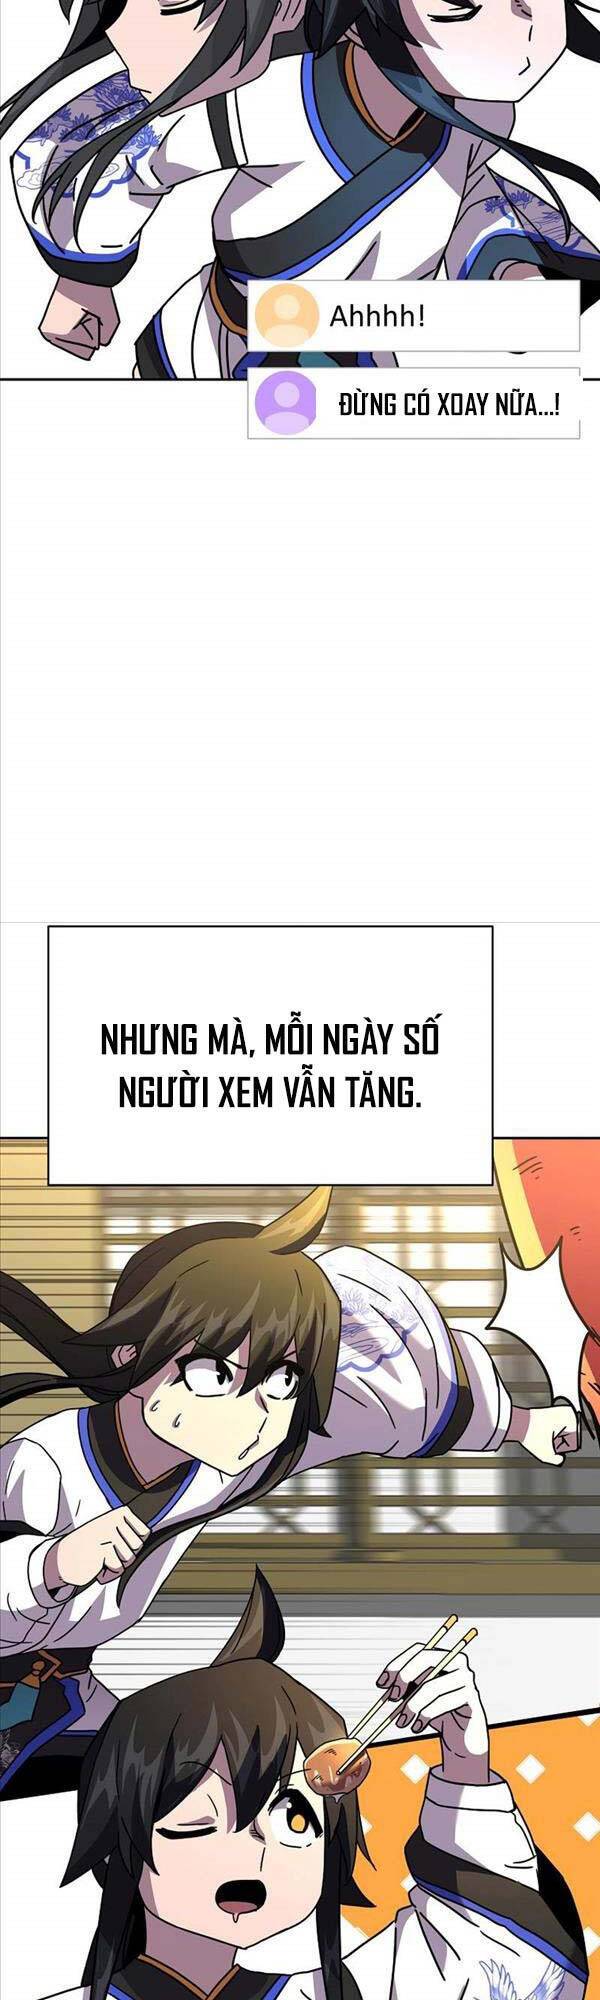 Ahhhh!
ĐỪNG CÓ XOAY NỮA...!
NHƯNG MÀ, MỖI NGÀY SỐ
NGƯỜI XEM VẪN TĂNG.